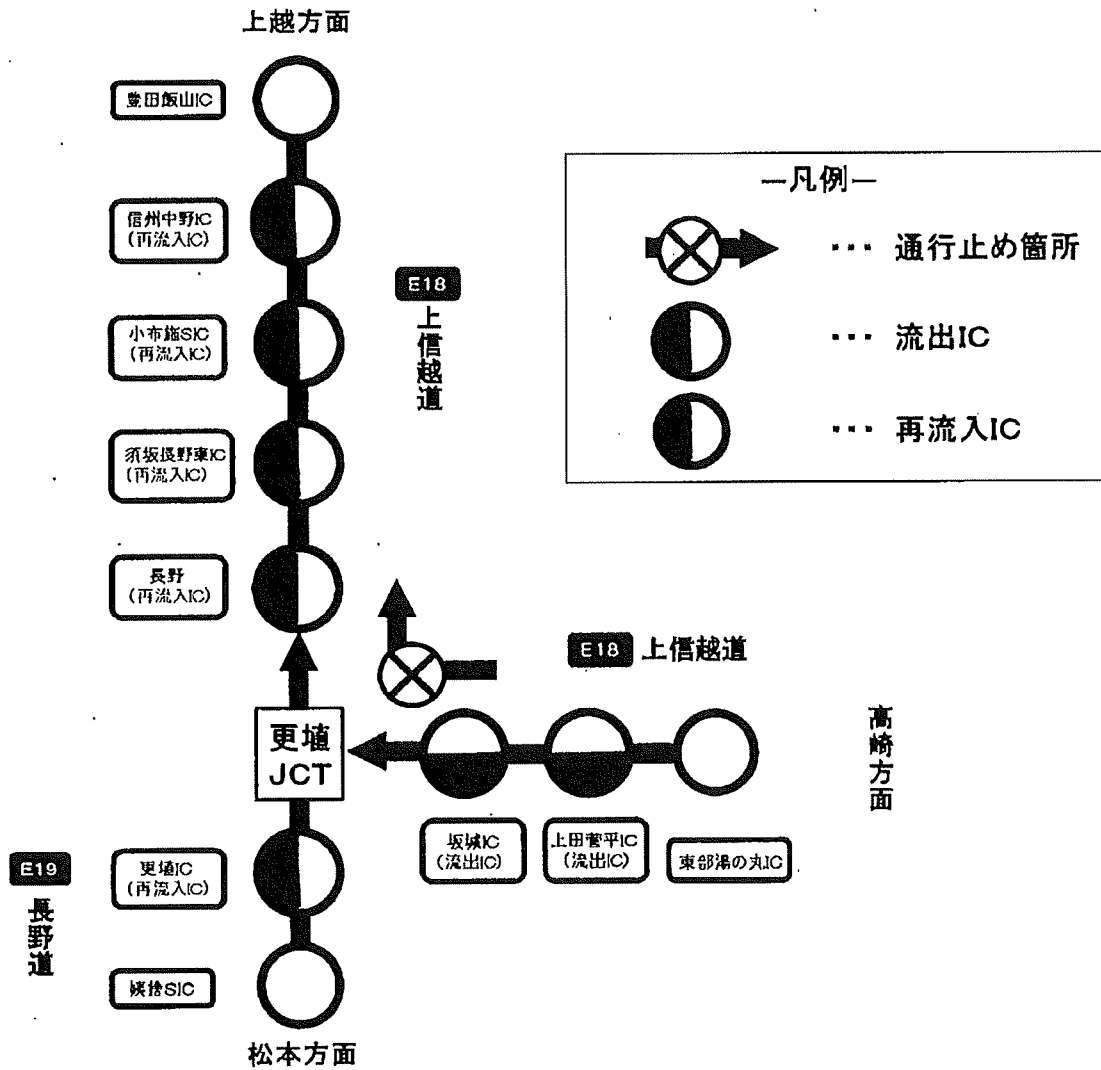 上越方面
豊田飯山IC
信州中野IC
(再流入IC)
小布施SIC
(再流入IC)
須坂長野東IC
(再流入IC)
長野
(再流入IC)
E18
上信越道
―凡例―
… 通行止め箇所
… 流出IC
… 再流入IC
E18 上信越道
高崎方面
更埴
JCT
坂城IC
(流出IC)
上田菅平IC
(流出IC)
東部湯の丸IC
E19
長野道
更埴IC
(再流入IC)
姨捨SIC
松本方面